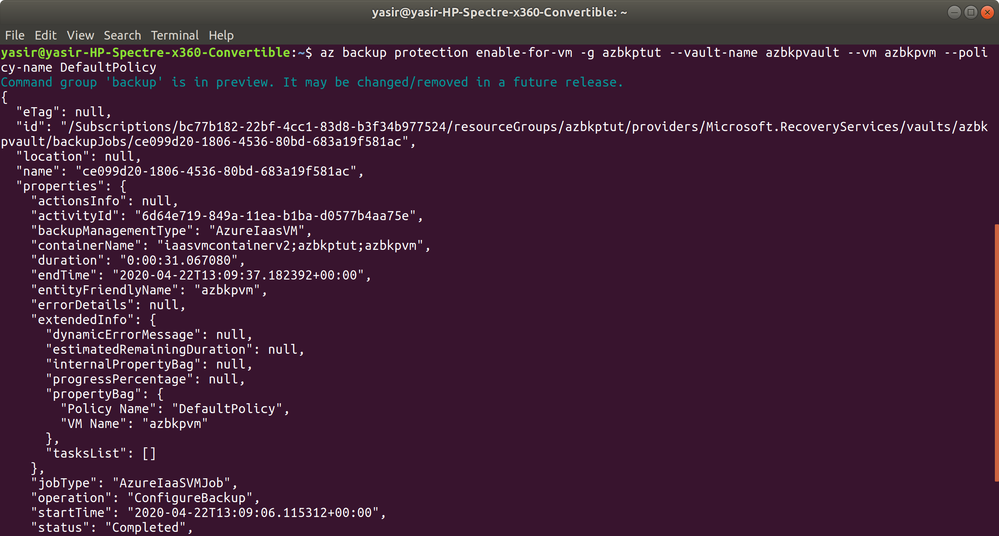 yasir@yasir-HP-Spectre-x360-Convertible: ~
File Edit View Search Terminal Help
yasir@yasir-HP-Spectre-x360-Convertible:~$ az backup protection enable-for-vm -g azbkptut --vault-name azbkpvault --vm azbkpvm --poli
cy-name DefaultPolicy
Command group 'backup' is in preview. It may be changed/removed in a future release.
{
  "eTag": null,
  "id": "/Subscriptions/bc77b182-22bf-4cc1-83d8-b3f34b977524/resourceGroups/azbkptut/providers/Microsoft.RecoveryServices/vaults/azbk
pvault/backupJobs/ce099d20-1806-4536-80bd-683a19f581ac",
  "location": null,
  "name": "ce099d20-1806-4536-80bd-683a19f581ac",
  "properties": {
    "actionsInfo": null,
    "activityId": "6d64e719-849a-11ea-b1ba-d0577b4aa75e",
    "backupManagementType": "AzureIaasVM",
    "containerName": "iaasvmcontainerv2;azbkptut;azbkpvm",
    "duration": "0:00:31.067080",
    "endTime": "2020-04-22T13:09:37.182392+00:00",
    "entityFriendlyName": "azbkpvm",
    "errorDetails": null,
    "extendedInfo": {
      "dynamicErrorMessage": null,
      "estimatedRemainingDuration": null,
      "internalPropertyBag": null,
      "progressPercentage": null,
      "propertyBag": {
        "Policy Name": "DefaultPolicy",
        "VM Name": "azbkpvm"
      },
      "tasksList": []
    },
    "jobType": "AzureIaaSVMJob",
    "operation": "ConfigureBackup",
    "startTime": "2020-04-22T13:09:06.115312+00:00",
    "status": "Completed",